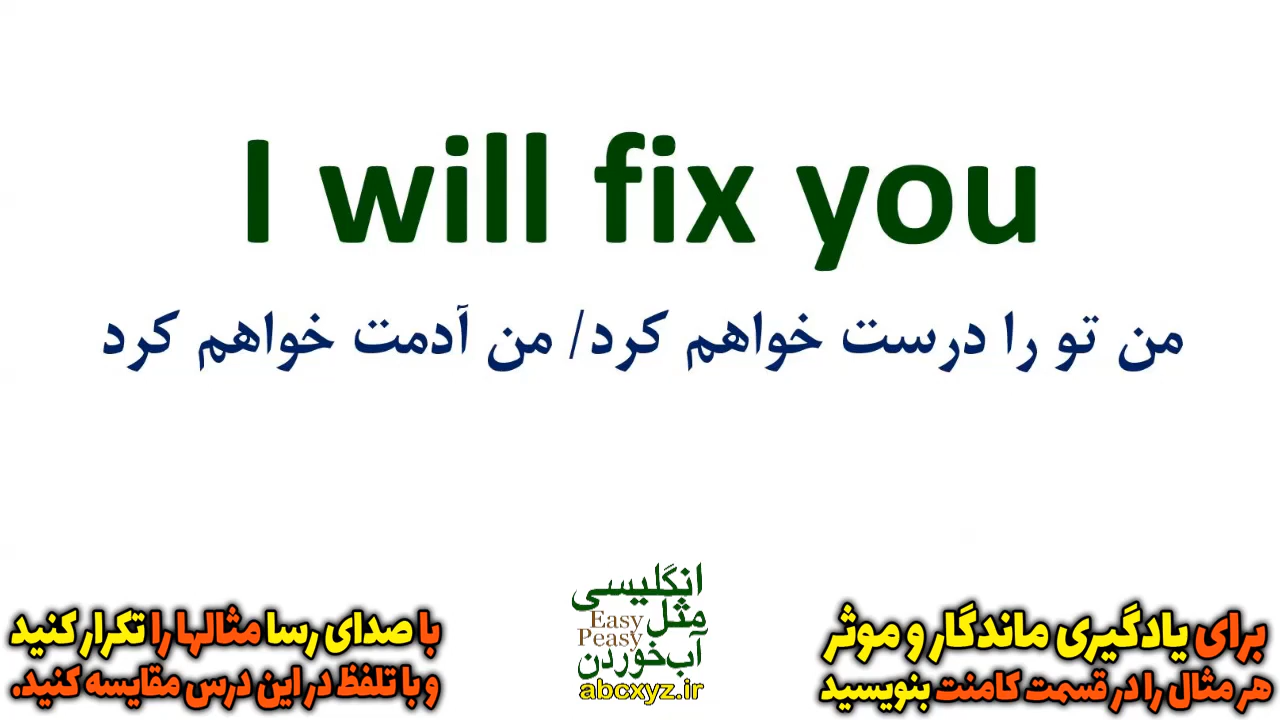 I will fix you
من تو را درست خواهم کرد/ من آدمت خواهم کرد
برای یادگیری ماندگار و موثر
هر مثال را در قسمت کامنت بنویسید
انگلیسی
مثل
Easy
Peasy
آب‌خوردن
abcxyz.ir
با صدای رسا مثالها را تکرار کنید
و با تلفظ در این درس مقایسه کنید.